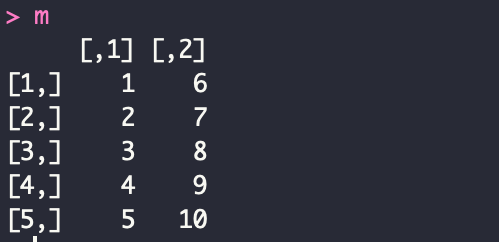 > m
     [,1] [,2]
[1,]    1    6
[2,]    2    7
[3,]    3    8
[4,]    4    9
[5,]    5   10